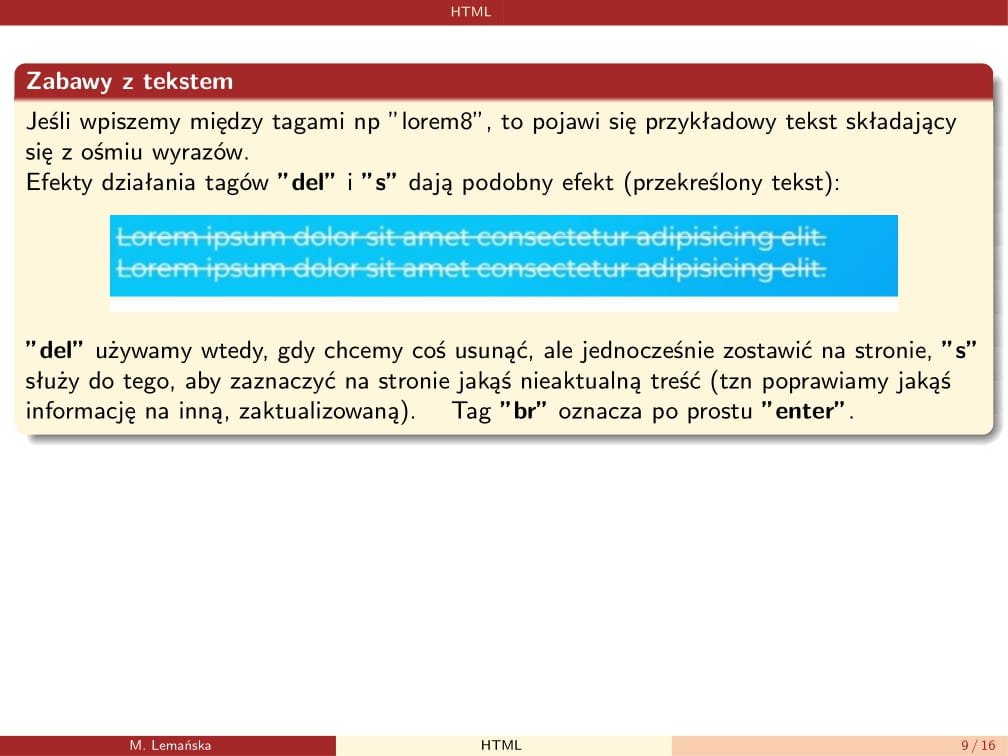 HTML
Zabawy z tekstem
Jeśli wpiszemy między tagami np "lorem8", to pojawi się przykładowy tekst składający
się z ośmiu wyrazów.
Efekty działania tagów "del" i "s" dają podobny efekt (przekreślony tekst):
Lorem ipsum dolor sit amet consectetur adipisicing elit.
Lorem ipsum dolor sit amet consectetur adipisicing elit.
"del" używamy wtedy, gdy chcemy coś usunąć, ale jednocześnie zostawić na stronie, "s"
służy do tego, aby zaznaczyć na stronie jakąś nieaktualną treść (tzn poprawiamy jakąś
informację na inną, zaktualizowaną). Tag "br" oznacza po prostu "enter".
M. Lemańska HTML 9 / 16